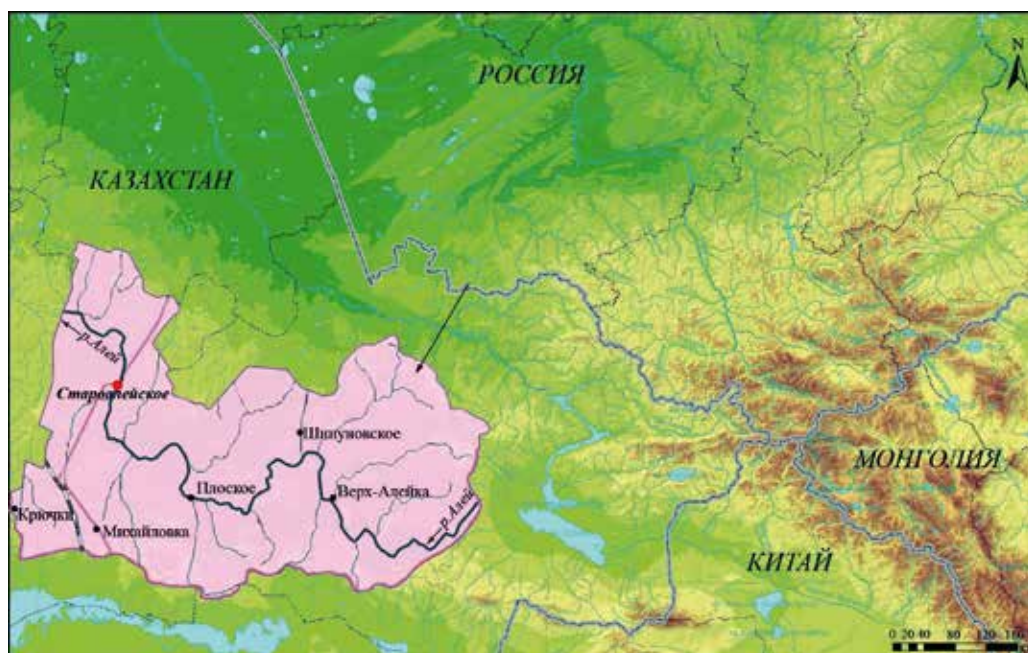 РОССИЯ
N
КАЗАХСТАН
р.Алей
Староалейское
Шипуновское
Плоское
Верх-Алейка
р.Алей
Крючки
Михайловка
МОНГОЛИЯ
КИТАЙ
0 20 40 80 120 160